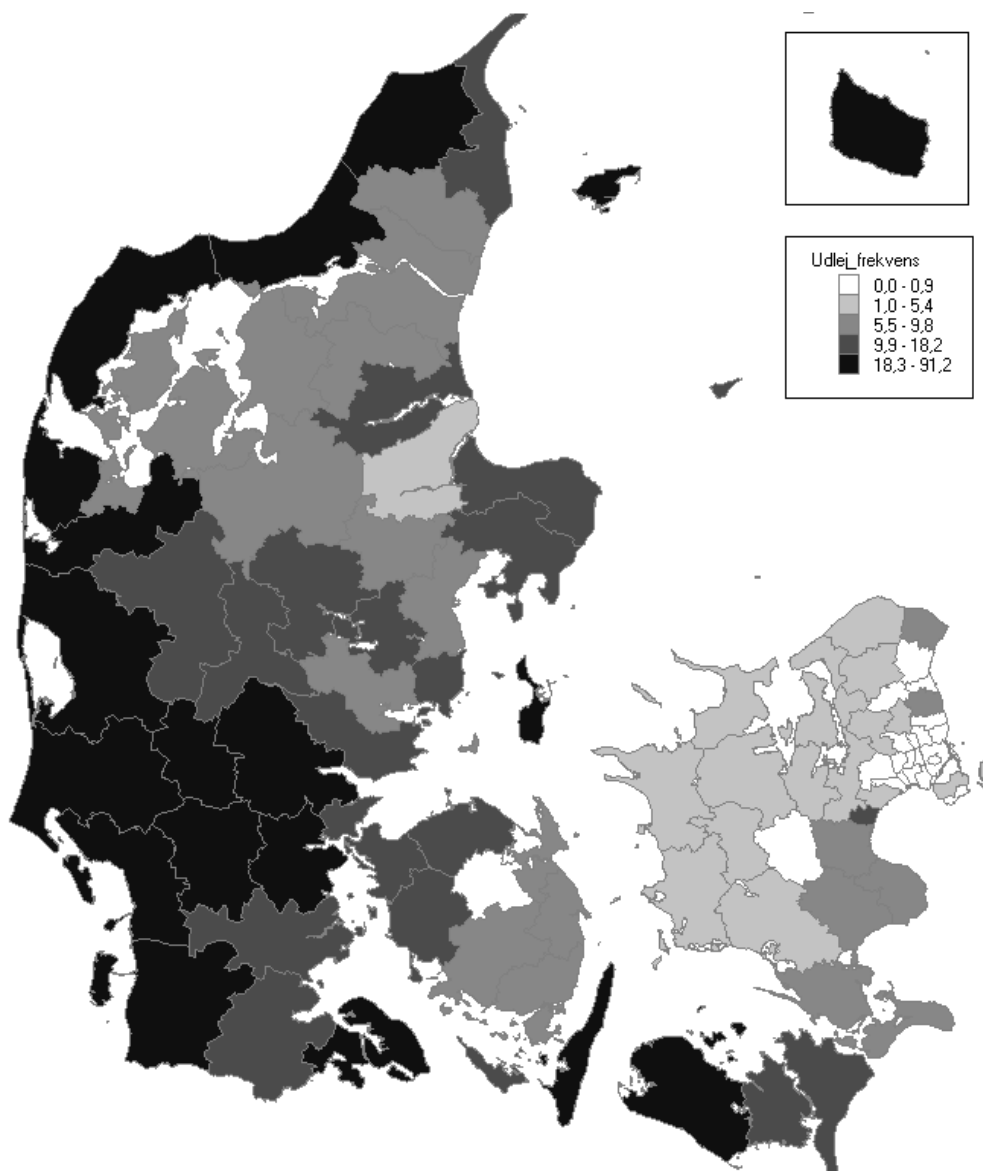 Udlej_frekvens
0,0 - 0,9
1,0 - 5,4
5,5 - 9,8
9,9 - 18,2
18,3 - 91,2